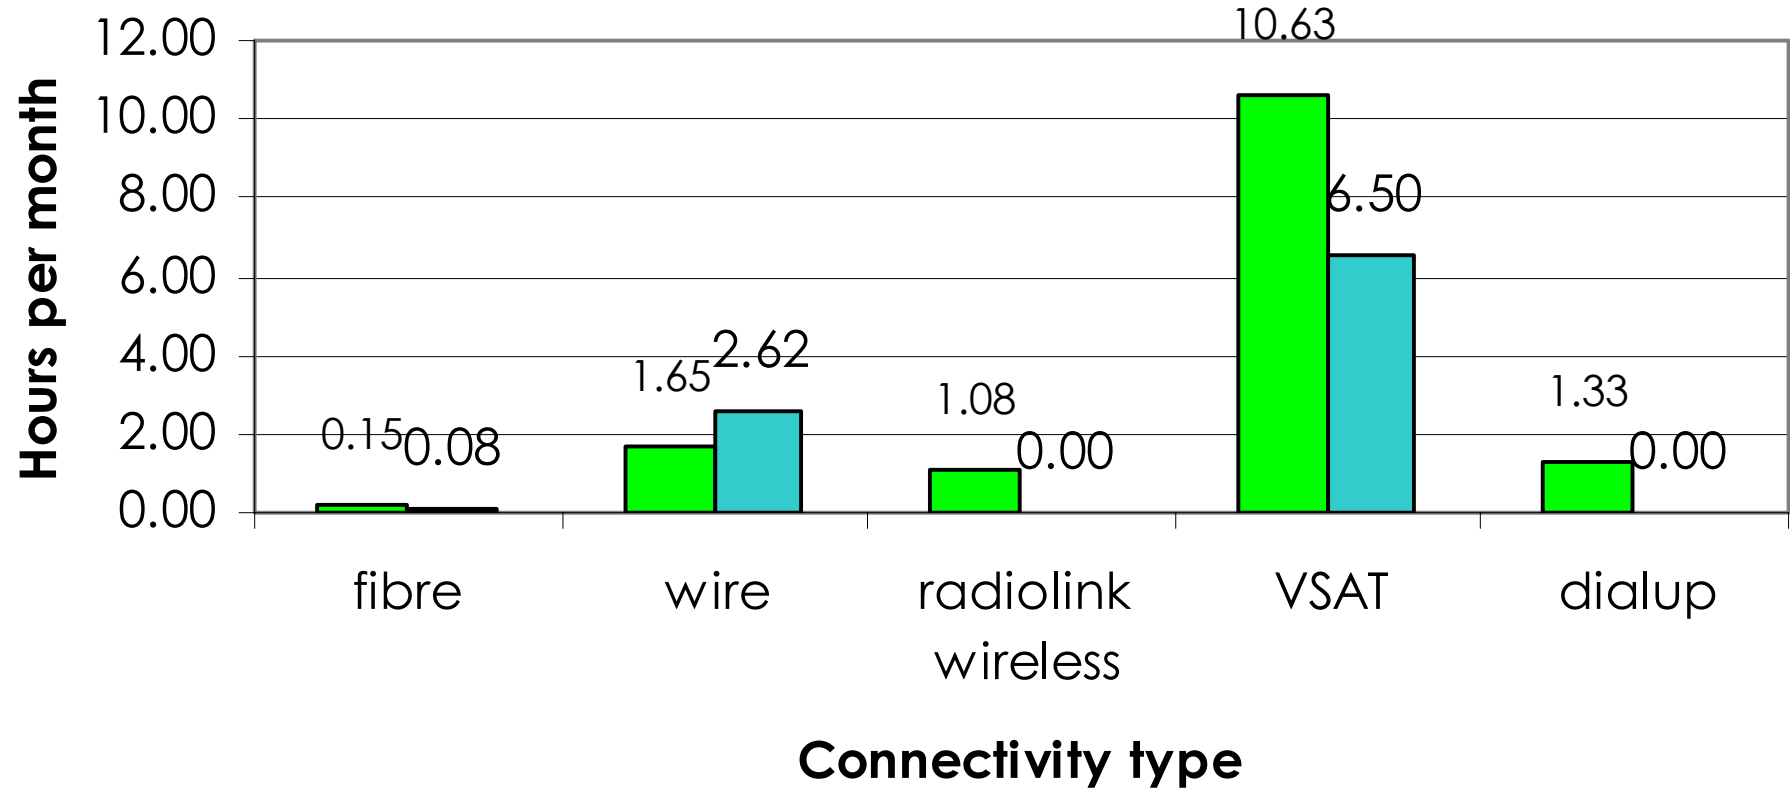 10.63
12.00
10.00
8.00
6.00
4.00
2.00
0.00
Hours per month
6.50
2.62
1.65
1.08
1.33
0.15
0.08
0.00
0.00
fibre
wire
radiolink
wireless
VSAT
dialup
Connectivity type